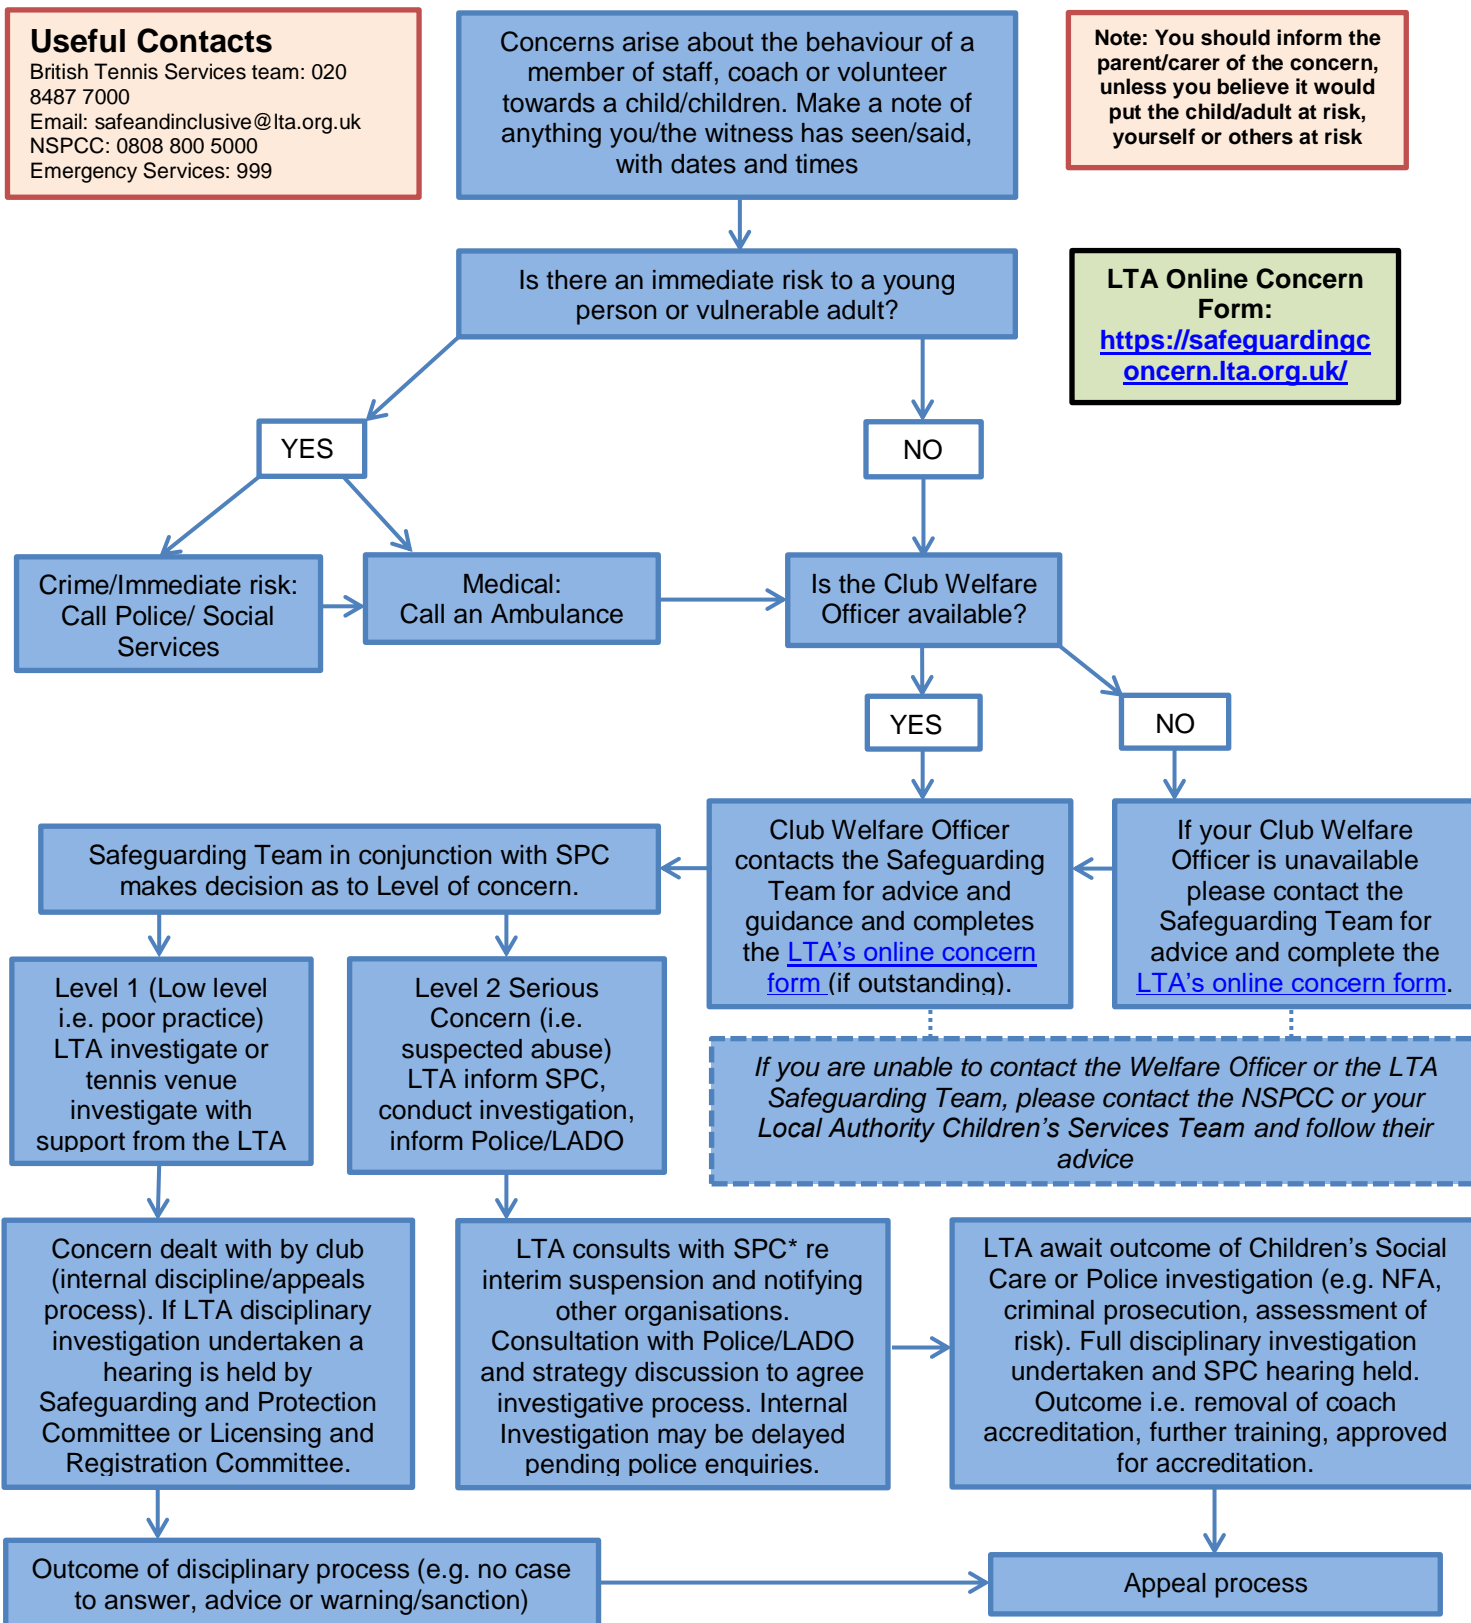 Useful Contacts
British Tennis Services team: 020
8487 7000
Email: safeandinclusive@lta.org.uk
NSPCC: 0808 800 5000
Emergency Services: 999
Concerns arise about the behaviour of a
member of staff, coach or volunteer
towards a child/children. Make a note of
anything you/the witness has seen/said,
with dates and times
Note: You should inform the
parent/carer of the concern,
unless you believe it would
put the child/adult at risk,
yourself or others at risk
Is there an immediate risk to a young
person or vulnerable adult?
LTA Online Concern
Form:
https://safeguardingc
oncern.lta.org.uk/
YES
NO
Crime/Immediate risk:
Call Police/ Social
Services
Medical:
Call an Ambulance
Is the Club Welfare
Officer available?
YES
NO
Safeguarding Team in conjunction with SPC
makes decision as to Level of concern.
Club Welfare Officer
contacts the Safeguarding
Team for advice and
guidance and completes
the LTA's online concern
form (if outstanding).
If your Club Welfare
Officer is unavailable
please contact the
Safeguarding Team for
advice and complete the
LTA's online concern form.
Level 1 (Low level
i.e. poor practice)
LTA investigate or
tennis venue
investigate with
support from the LTA
Level 2 Serious
Concern (i.e.
suspected abuse)
LTA inform SPC,
conduct investigation,
inform Police/LADO
If you are unable to contact the Welfare Officer or the LTA
Safeguarding Team, please contact the NSPCC or your
Local Authority Children's Services Team and follow their
advice
Concern dealt with by club
(internal discipline/appeals
process). If LTA disciplinary
investigation undertaken a
hearing is held by
Safeguarding and Protection
Committee or Licensing and
Registration Committee.
LTA consults with SPC* re
interim suspension and notifying
other organisations.
Consultation with Police/LADO
and strategy discussion to agree
investigative process. Internal
Investigation may be delayed
pending police enquiries.
LTA await outcome of Children's Social
Care or Police investigation (e.g. NFA,
criminal prosecution, assessment of
risk). Full disciplinary investigation
undertaken and SPC hearing held.
Outcome i.e. removal of coach
accreditation, further training, approved
for accreditation.
Outcome of disciplinary process (e.g. no case
to answer, advice or warning/sanction)
Appeal process